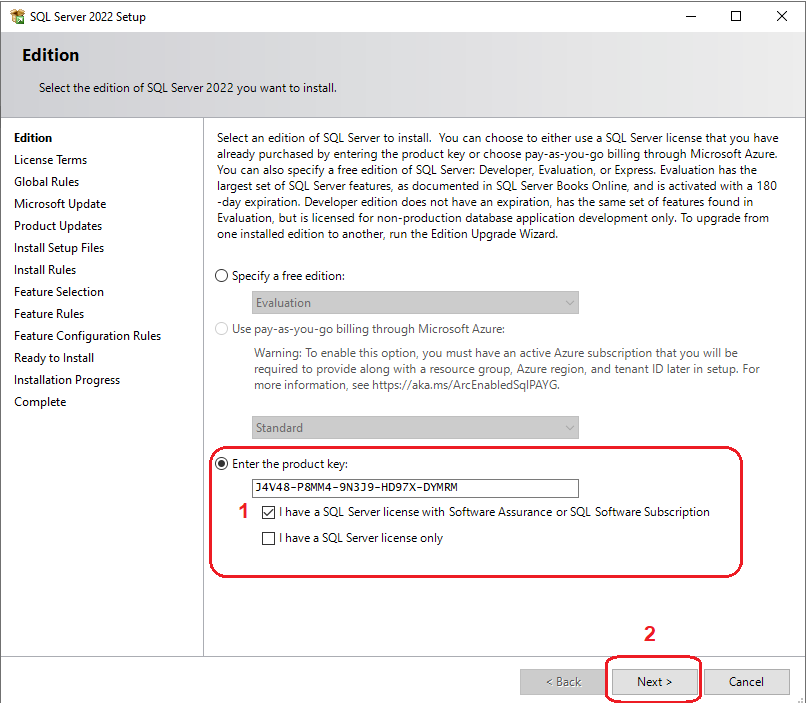 SQL Server 2022 Setup
Edition
Select the edition of SQL Server 2022 you want to install.
Edition
License Terms
Global Rules
Microsoft Update
Product Updates
Install Setup Files
Install Rules
Feature Selection
Feature Rules
Feature Configuration Rules
Ready to Install
Installation Progress
Complete
Select an edition of SQL Server to install.  You can choose to either use a SQL Server license that you have
already purchased by entering the product key or choose pay-as-you-go billing through Microsoft Azure.
You can also specify a free edition of SQL Server: Developer, Evaluation, or Express. Evaluation has the
largest set of SQL Server features, as documented in SQL Server Books Online, and is activated with a 180
-day expiration. Developer edition does not have an expiration, has the same set of features found in
Evaluation, but is licensed for non-production database application development only. To upgrade from
one installed edition to another, run the Edition Upgrade Wizard.
Specify a free edition:
Evaluation
Use pay-as-you-go billing through Microsoft Azure:
Warning: To enable this option, you must have an active Azure subscription that you will be
required to provide along with a resource group, Azure region, and tenant ID later in setup. For
more information, see https://aka.ms/ArcEnabledSqlPAYG.
Standard
Enter the product key:
J4V48-P8MM4-9N3J9-HD97X-DYMRM
1
I have a SQL Server license with Software Assurance or SQL Software Subscription
I have a SQL Server license only
2
< Back
Next >
Cancel